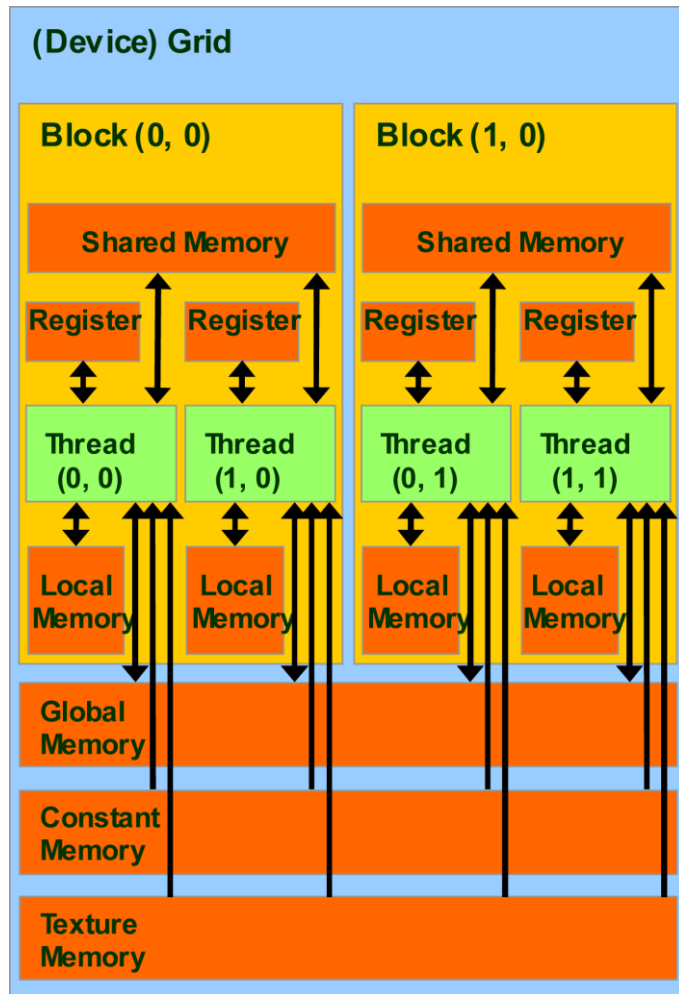 (Device) Grid
Block (0, 0)
Block (1, 0)
Shared Memory
Shared Memory
Register
Register
Register
Register
Thread
(0, 0)
Thread
(1, 0)
Thread
(0, 1)
Thread
(1, 1)
Local
Memory
Local
Memory
Local
Memory
Local
Memory
Global
Memory
Constant
Memory
Texture
Memory